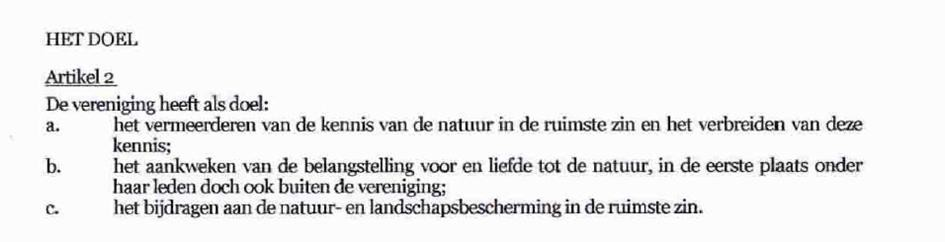 HET DOEL
Artikel 2
De vereniging heeft als doel:
a. het vermeerderen van de kennis van de natuur in de ruimste zin en het verbreiden van deze
kennis;
b. het aankweken van de belangstelling voor en liefde tot de natuur, in de eerste plaats onder
haar leden doch ook buiten de vereniging;
c. het bijdragen aan de natuur- en landschapsbescherming in de ruimste zin.